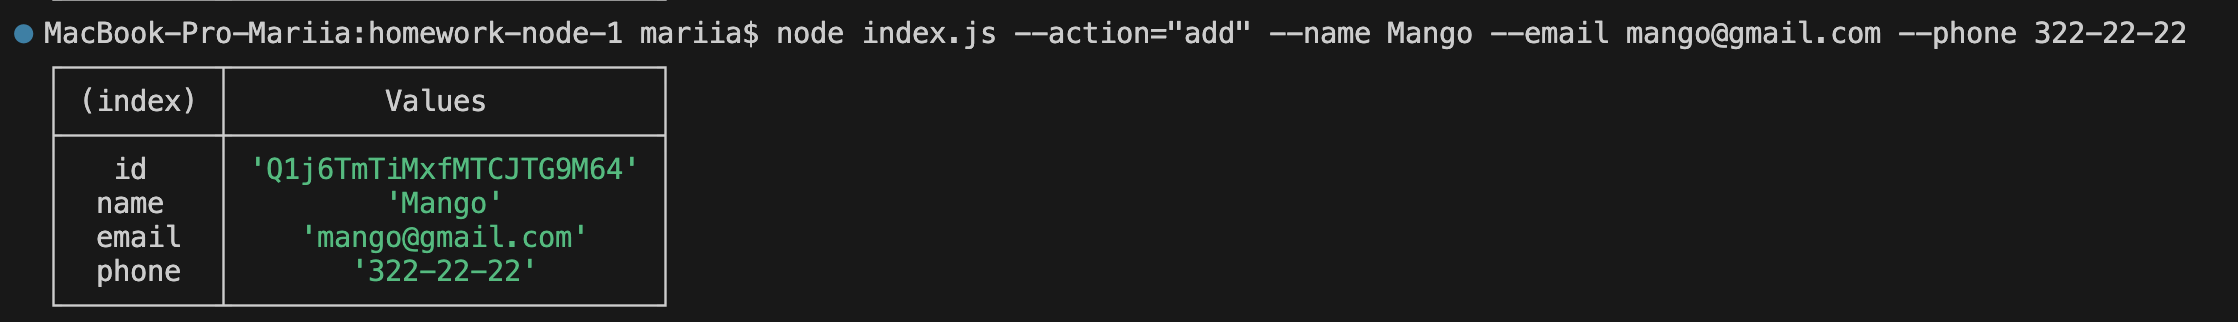 MacBook-Pro-Mariia:homework-node-1 mariia$ node index.js --action="add" --name Mango --email mango@gmail.com --phone 322-22-22
(index) Values
id 'Q1j6TmTiMxfMTCJTG9M64'
name 'Mango'
email 'mango@gmail.com'
phone '322-22-22'